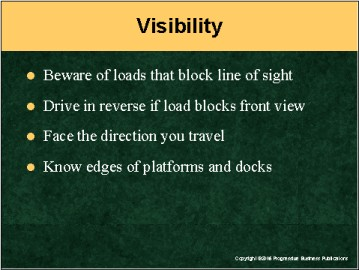 Visibility
Beware of loads that block line of sight
Drive in reverse if load blocks front view
Face the direction you travel
Know edges of platforms and docks
Copyright Progressive Business Publications